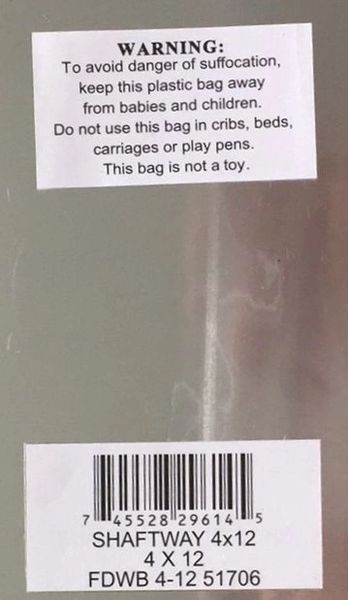 WARNING:
To avoid danger of suffocation,
keep this plastic bag away
from babies and children.
Do not use this bag in cribs, beds,
carriages or play pens.
This bag is not a toy.
7 45528 29614 5
SHAFTWAY 4x12
4 X 12
FDWB 4-12 51706